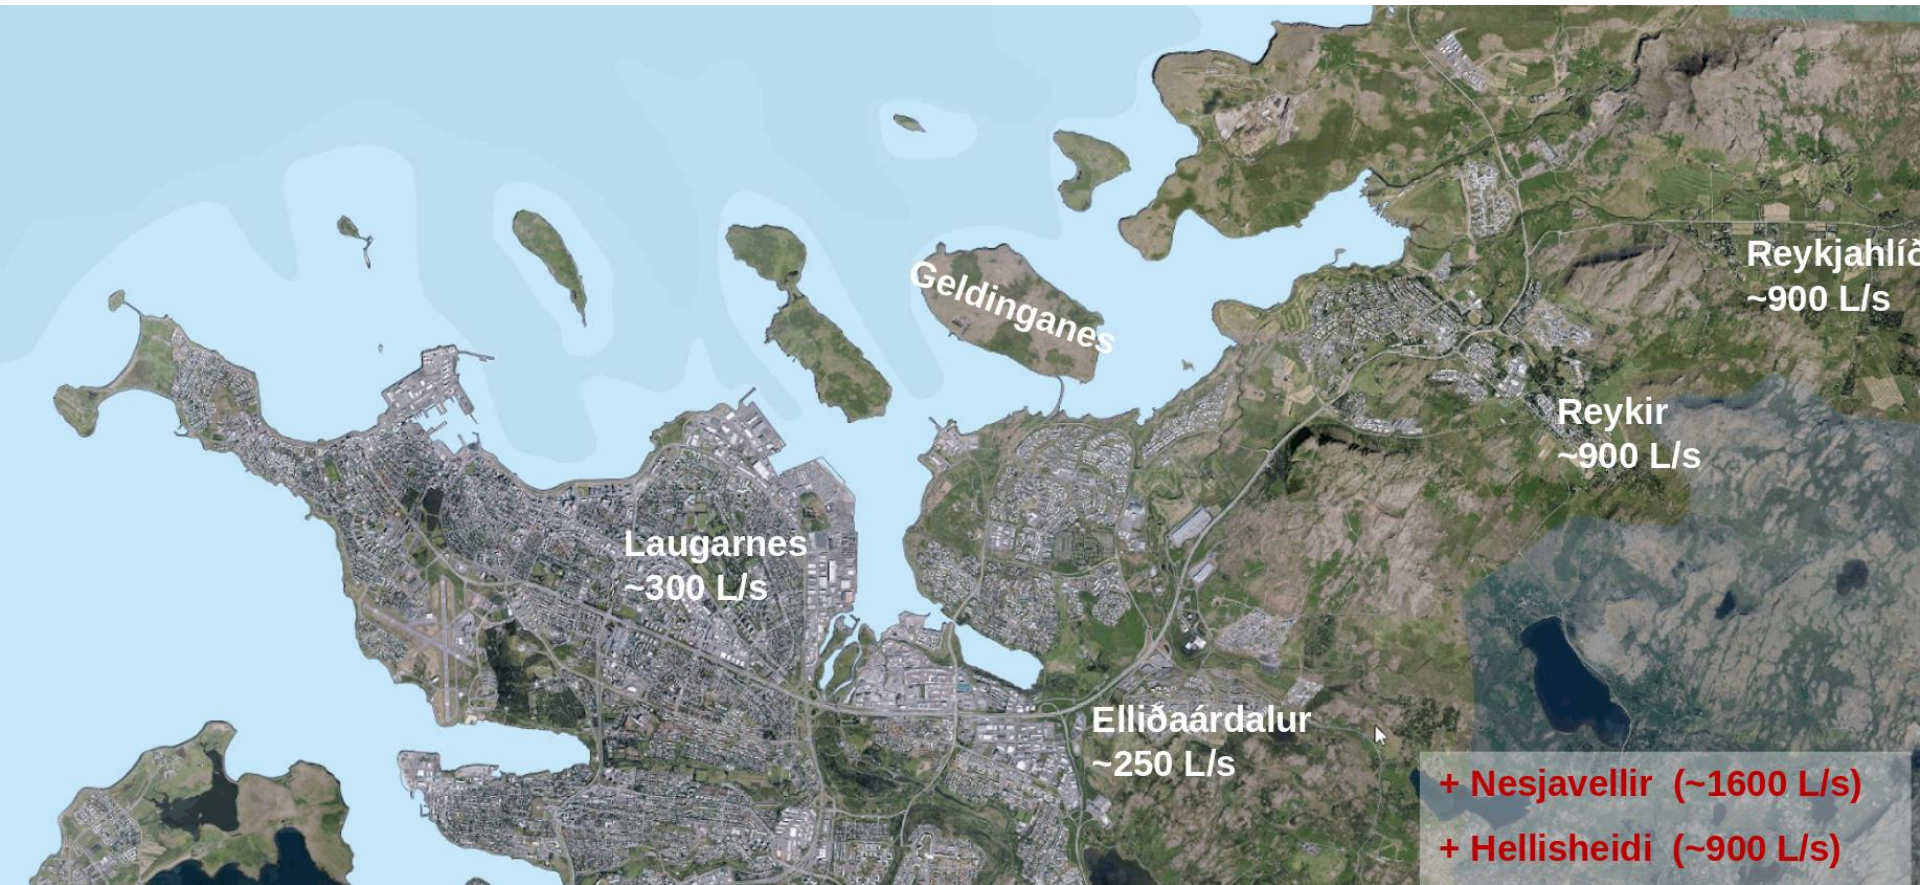 Geldinganes
Reykjahlíð
~900 L/s
Reykir
~900 L/s
Laugarnes
~300 L/s
Elliðaárdalur
~250 L/s
+ Nesjavellir (~1600 L/s)
+ Hellisheidi (~900 L/s)